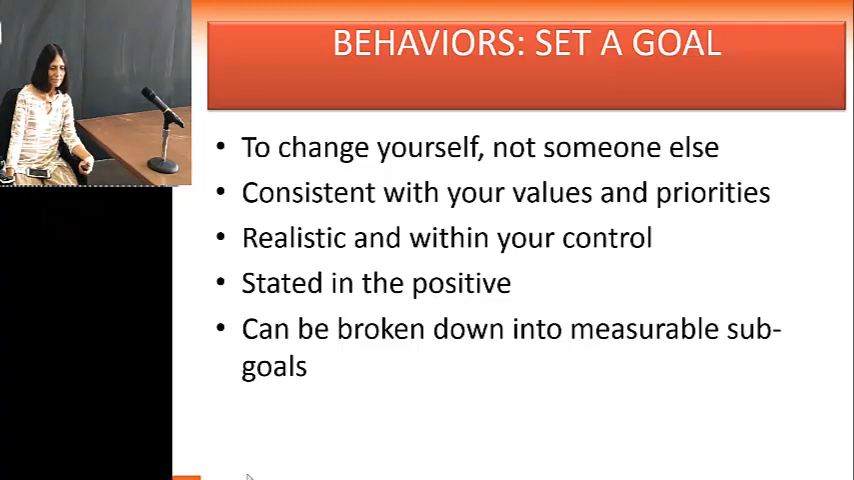 BEHAVIORS: SET A GOAL
• To change yourself, not someone else
• Consistent with your values and priorities
• Realistic and within your control
• Stated in the positive
• Can be broken down into measurable sub-
goals